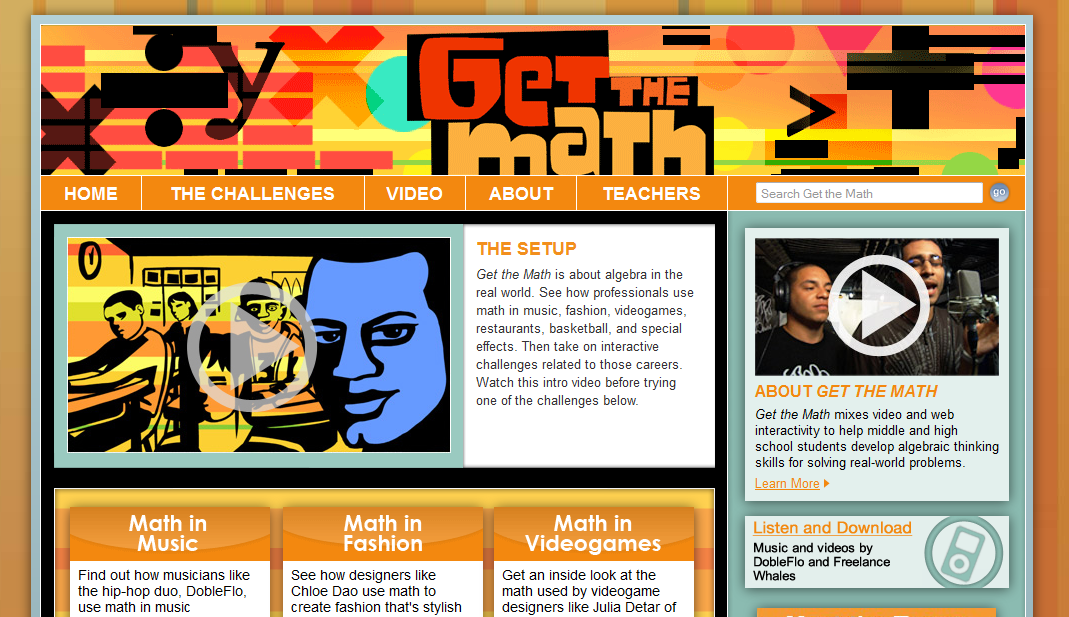 GET THE
math
HOME
THE CHALLENGES
VIDEO
ABOUT
TEACHERS
Search Get the Math
go
THE SETUP
Get the Math is about algebra in the
real world. See how professionals use
math in music, fashion, videogames,
restaurants, basketball, and special
effects. Then take on interactive
challenges related to those careers.
Watch this intro video before trying
one of the challenges below.
ABOUT GET THE MATH
Get the Math mixes video and web
interactivity to help middle and high
school students develop algebraic thinking
skills for solving real-world problems.
Learn More
Listen and Download
Music and videos by
DobleFlo and Freelance
Whales
Math in
Music
Find out how musicians like
the hip-hop duo, DobleFlo,
use math in music
Math in
Fashion
See how designers like
Chloe Dao use math to
create fashion that's stylish
Math in
Videogames
Get an inside look at the
math used by videogame
designers like Julia Detar of